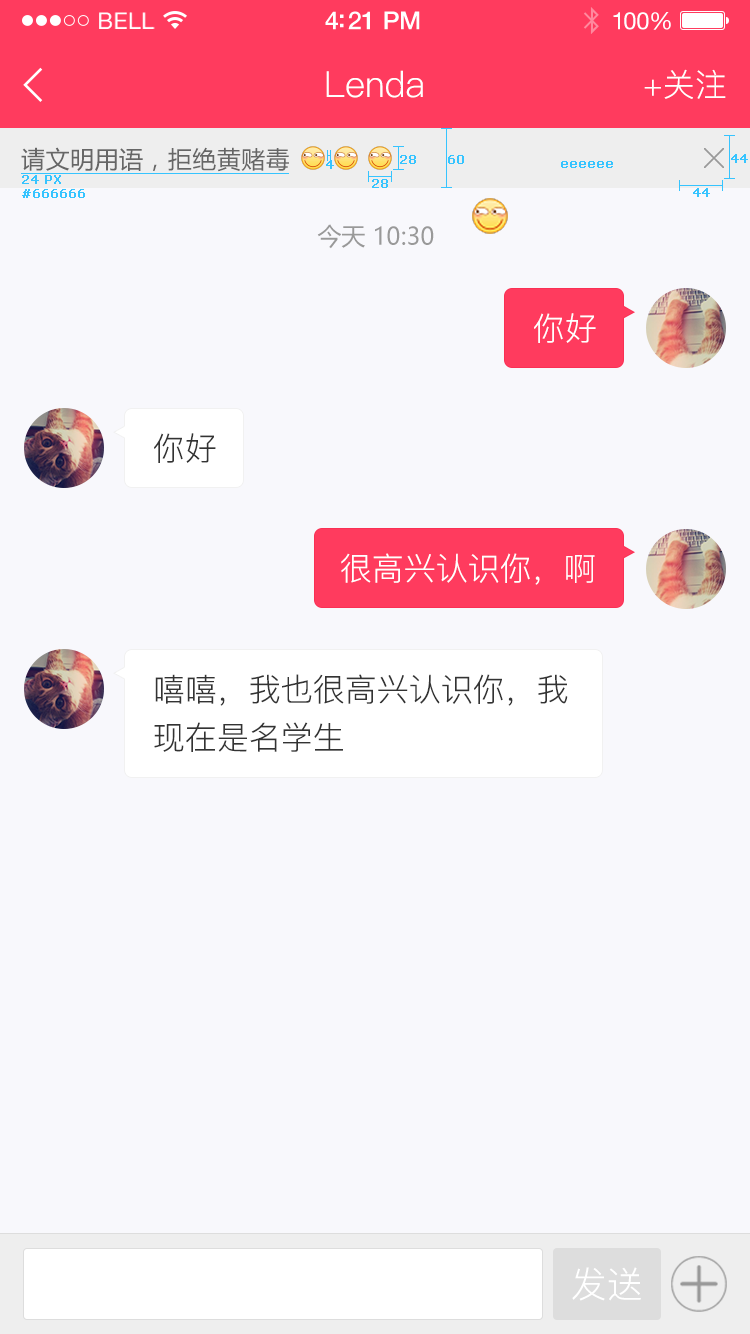 BELL 4:21 PM 100%
Lenda +关注
请文明用语，拒绝黄赌毒 4 28 60 eeeeee 44
24 PX 28 44
#666666
今天 10:30
你好
你好
很高兴认识你，啊
嘻嘻，我也很高兴认识你，我
现在是名学生
发送